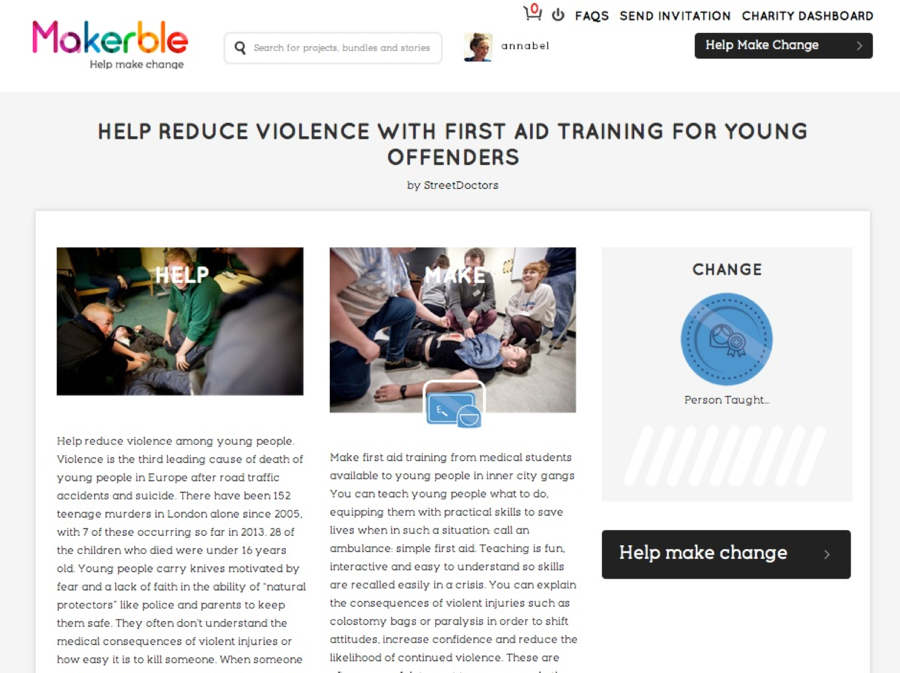 0 FAQS SEND INVITATION CHARITY DASHBOARD
Makerble
Help make change
Search for projects, bundles and stories
annabel
Help Make Change
HELP REDUCE VIOLENCE WITH FIRST AID TRAINING FOR YOUNG
OFFENDERS
by StreetDoctors
HELP
Help reduce violence among young people.
Violence is the third leading cause of death of
young people in Europe after road traffic
accidents and suicide. There have been 152
teenage murders in London alone since 2005,
with 7 of these occurring so far in 2013. 28 of
the children who died were under 16 years
old. Young people carry knives motivated by
fear and a lack of faith in the ability of "natural
protectors" like police and parents to keep
them safe. They often don't understand the
medical consequences of violent injuries or
how easy it is to kill someone. When someone
MAKE
Make first aid training from medical students
available to young people in inner city gangs
You can teach young people what to do,
equipping them with practical skills to save
lives when in such a situation: call an
ambulance: simple first aid. Teaching is fun,
interactive and easy to understand so skills
are recalled easily in a crisis. You can explain
the consequences of violent injuries such as
colostomy bags or paralysis in order to shift
attitudes, increase confidence and reduce the
likelihood of continued violence. These are
CHANGE
Person Taught...
Help make change